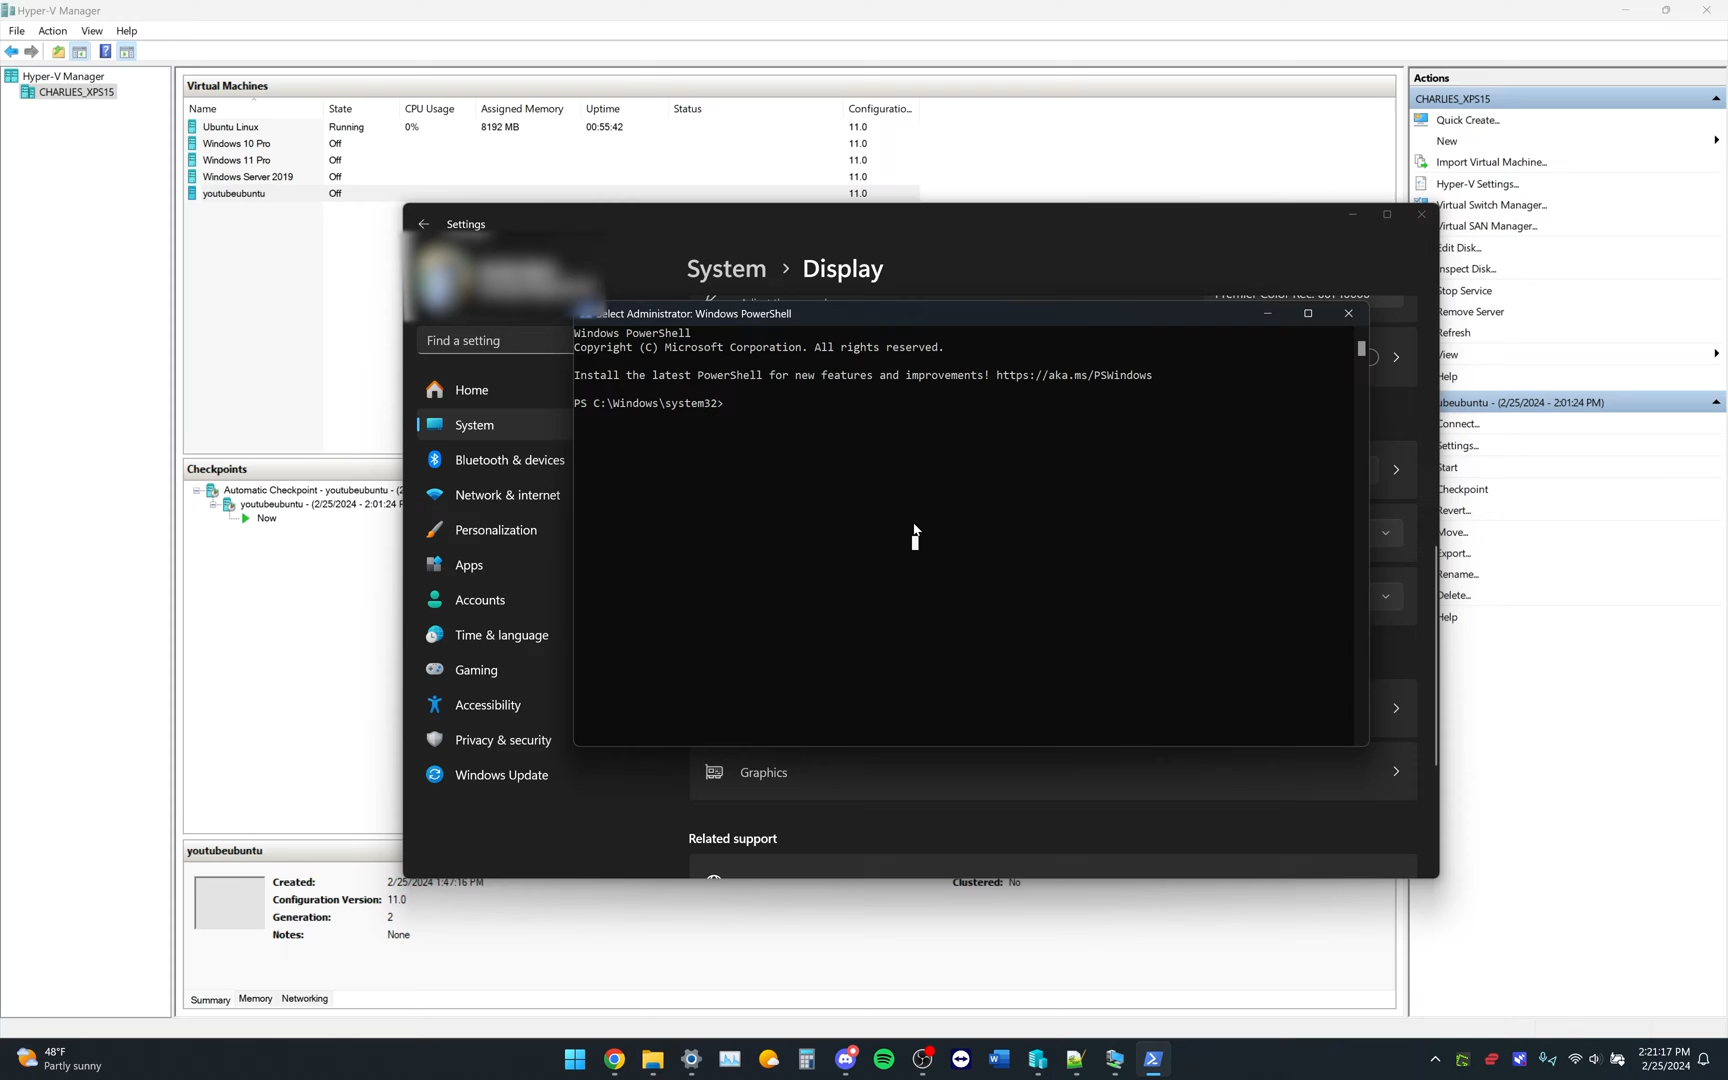 Hyper-V Manager
File Action View Help
Hyper-V Manager
CHARLIES_XPS15
Virtual Machines
Name State CPU Usage Assigned Memory Uptime Status Configuratio...
Ubuntu Linux Running 0% 8192 MB 00:55:42 11.0
Windows 10 Pro Off 11.0
Windows 11 Pro Off 11.0
Windows Server 2019 Off 11.0
youtubeubuntu Off 11.0
Checkpoints
Automatic Checkpoint - youtubeubuntu - (2
youtubeubuntu - (2/25/2024 - 2:01:24 P
Now
youtubeubuntu
Created: 2/25/2024 1:47:16 PM Clustered: No
Configuration Version: 11.0
Generation: 2
Notes: None
Summary Memory Networking
Settings
System > Display
Find a setting
Home
System
Bluetooth & devices
Network & internet
Personalization
Apps
Accounts
Time & language
Gaming
Accessibility
Privacy & security
Windows Update
Graphics
Related support
elect Administrator: Windows PowerShell
Windows PowerShell
Copyright (C) Microsoft Corporation. All rights reserved.
Install the latest PowerShell for new features and improvements! https://aka.ms/PSWindows
PS C:\Windows\system32>
Actions
CHARLIES_XPS15
Quick Create...
New
Import Virtual Machine...
Hyper-V Settings...
Virtual Switch Manager...
Virtual SAN Manager...
Edit Disk...
nspect Disk...
Stop Service
Remove Server
Refresh
View
Help
ubeubuntu - (2/25/2024 - 2:01:24 PM)
Connect...
Settings...
Start
Checkpoint
Revert...
Move...
Export...
Rename...
Delete...
Help
48°F
Partly sunny
2:21:17 PM
2/25/2024